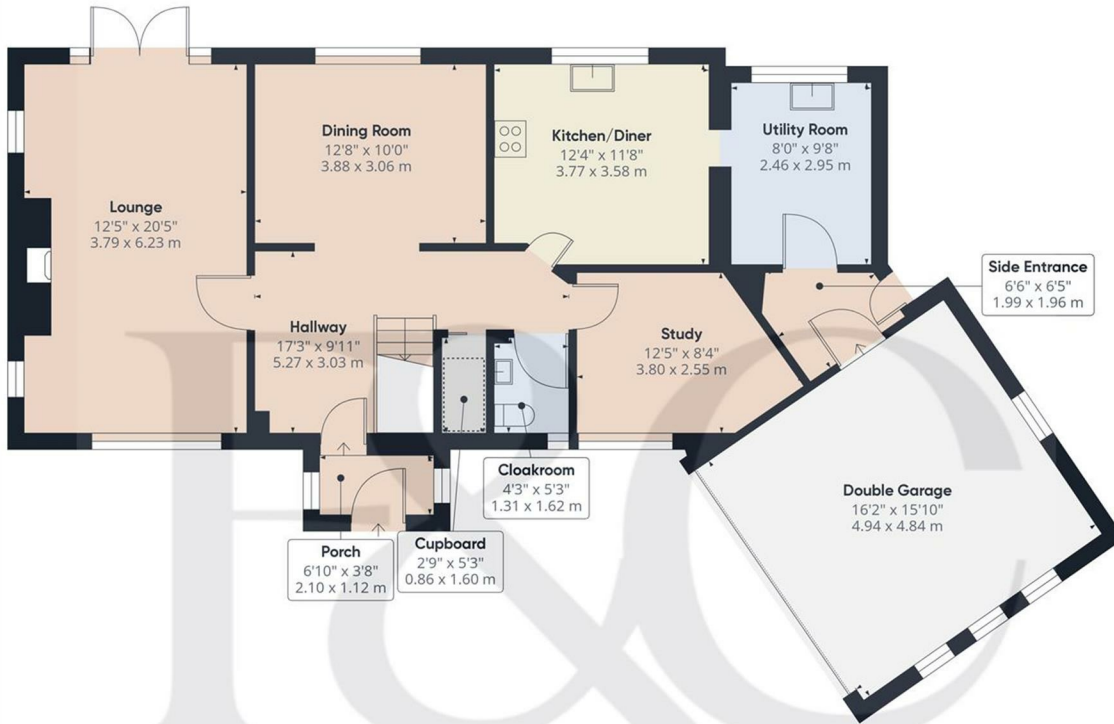 Dining Room
12'8" x 10'0"
3.88 x 3.06 m
Kitchen/Diner
12'4" x 11'8"
3.77 x 3.58 m
Utility Room
8'0" x 9'8"
2.46 x 2.95 m
Lounge
12'5" x 20'5"
3.79 x 6.23 m
Side Entrance
6'6" x 6'5"
1.99 x 1.96 m
Hallway
17'3" x 9'11"
5.27 x 3.03 m
Study
12'5" x 8'4"
3.80 x 2.55 m
Cloakroom
4'3" x 5'3"
1.31 x 1.62 m
Double Garage
16'2" x 15'10"
4.94 x 4.84 m
Porch
6'10" x 3'8"
2.10 x 1.12 m
Cupboard
2'9" x 5'3"
0.86 x 1.60 m
F&C